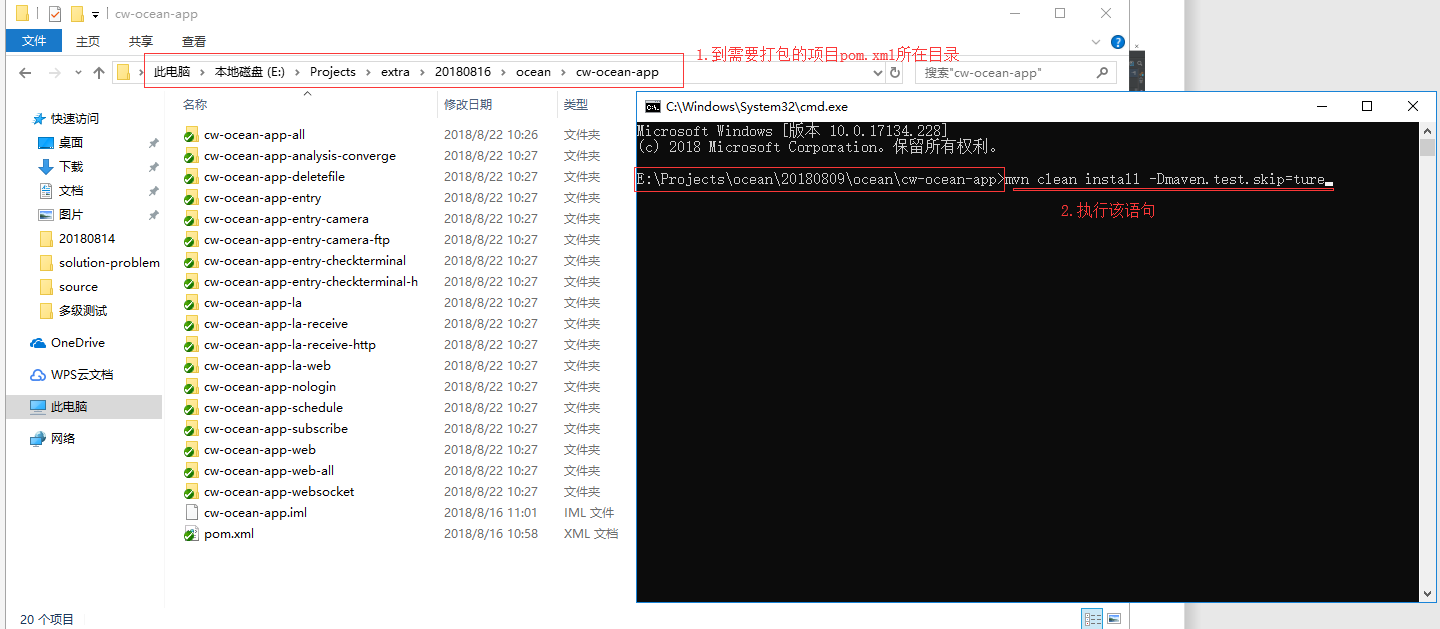 cw-ocean-app
文件 主页 共享 查看
此电脑 本地磁盘 (E:) Projects extra 20180816 ocean cw-ocean-app
搜索"cw-ocean-app"
1.到需要打包的项目pom.xml所在目录
快速访问
桌面
下载
文档
图片
20180814
solution-problem
source
多级测试
OneDrive
WPS云文档
此电脑
网络
名称 修改日期 类型
cw-ocean-app-all 2018/8/22 10:26 文件夹
cw-ocean-app-analysis-converge 2018/8/22 10:27 文件夹
cw-ocean-app-deletefile 2018/8/22 10:27 文件夹
cw-ocean-app-entry 2018/8/22 10:27 文件夹
cw-ocean-app-entry-camera 2018/8/22 10:27 文件夹
cw-ocean-app-entry-camera-ftp 2018/8/22 10:27 文件夹
cw-ocean-app-entry-checkterminal 2018/8/22 10:27 文件夹
cw-ocean-app-entry-checkterminal-h 2018/8/22 10:27 文件夹
cw-ocean-app-la 2018/8/22 10:27 文件夹
cw-ocean-app-la-receive 2018/8/22 10:27 文件夹
cw-ocean-app-la-receive-http 2018/8/22 10:27 文件夹
cw-ocean-app-la-web 2018/8/22 10:27 文件夹
cw-ocean-app-nologin 2018/8/22 10:27 文件夹
cw-ocean-app-schedule 2018/8/22 10:27 文件夹
cw-ocean-app-subscribe 2018/8/22 10:27 文件夹
cw-ocean-app-web 2018/8/22 10:27 文件夹
cw-ocean-app-web-all 2018/8/22 10:27 文件夹
cw-ocean-app-websocket 2018/8/22 10:27 文件夹
cw-ocean-app.iml 2018/8/16 11:01 IML 文件
pom.xml 2018/8/16 10:58 XML 文档
20 个项目
C:\Windows\System32\cmd.exe
Microsoft Windows [版本 10.0.17134.228]
(c) 2018 Microsoft Corporation。保留所有权利。
E:\Projects\ocean\20180809\ocean\cw-ocean-app>mvn clean install -Dmaven.test.skip=ture
2.执行该语句